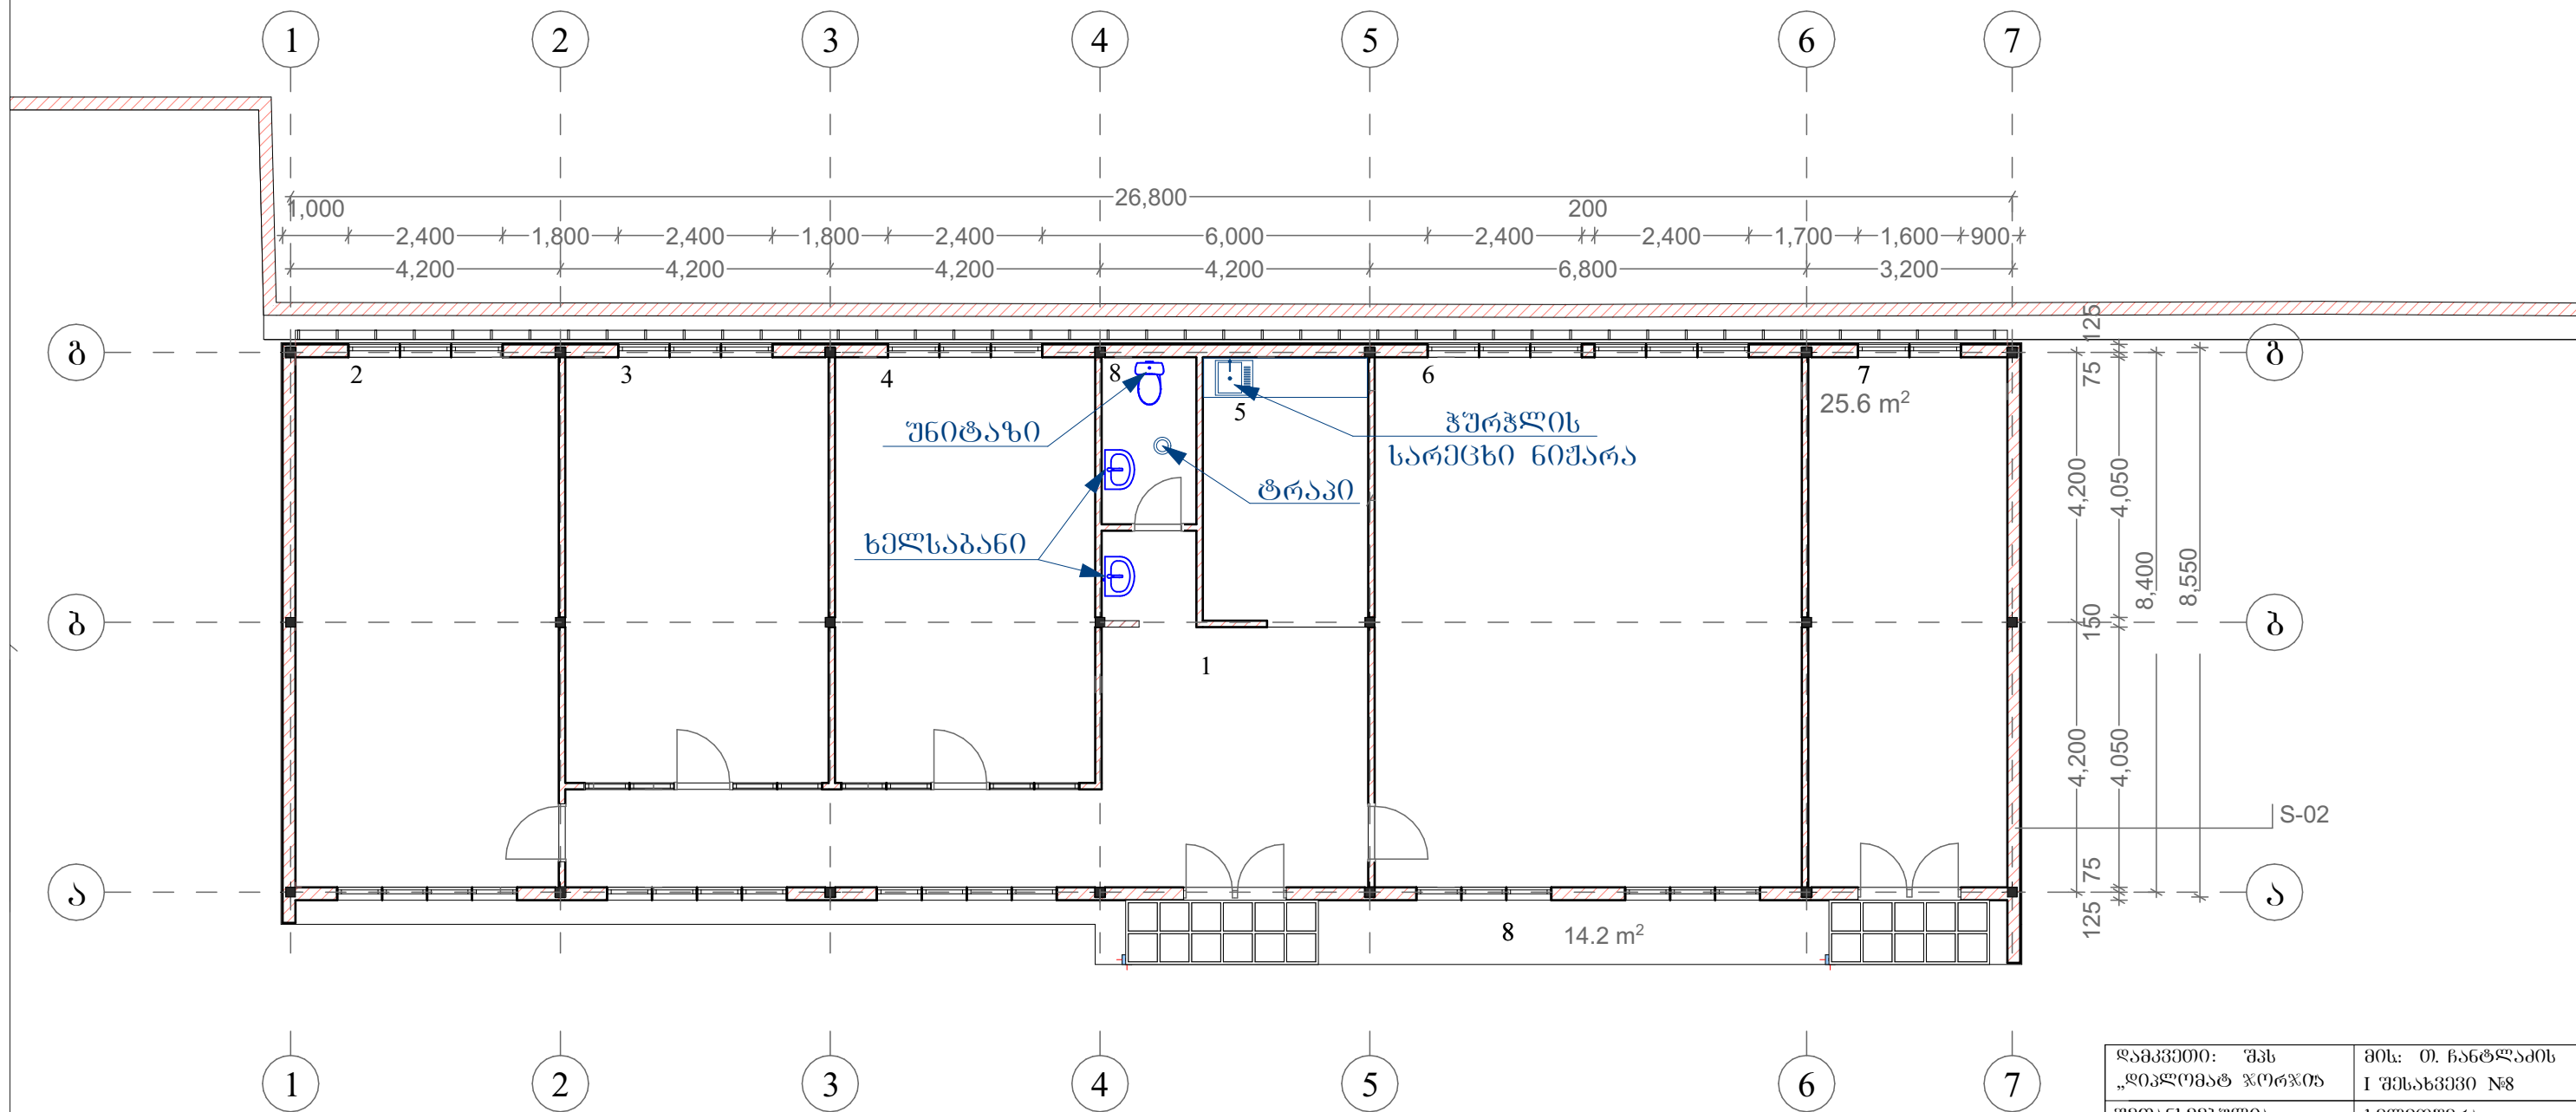 1 2 3 4 5 6 7
26,800
1,000 200
2,400 1,800 2,400 1,800 2,400 6,000 2,400 2,400 1,700 1,600 900
4,200 4,200 4,200 4,200 6,800 3,200
გ გ
125
75
2 3 4 8 6 7
25.6 m²
5
უნიტაზი
ჭურჭლის
სარეცხი ნიჟარა
ტრაპი
4,200 4,050
ხელსაბანი
8,400 8,550
ბ ბ
150
1
4,200 4,050
S-02
75
ა ა
125
8 14.2 m²
1 2 3 4 5 6 7
დამკვეთი: შპს
„დიპლომატ ჯორჯია
მის: თ. ჩანტლაძის
I შესახვევი №8